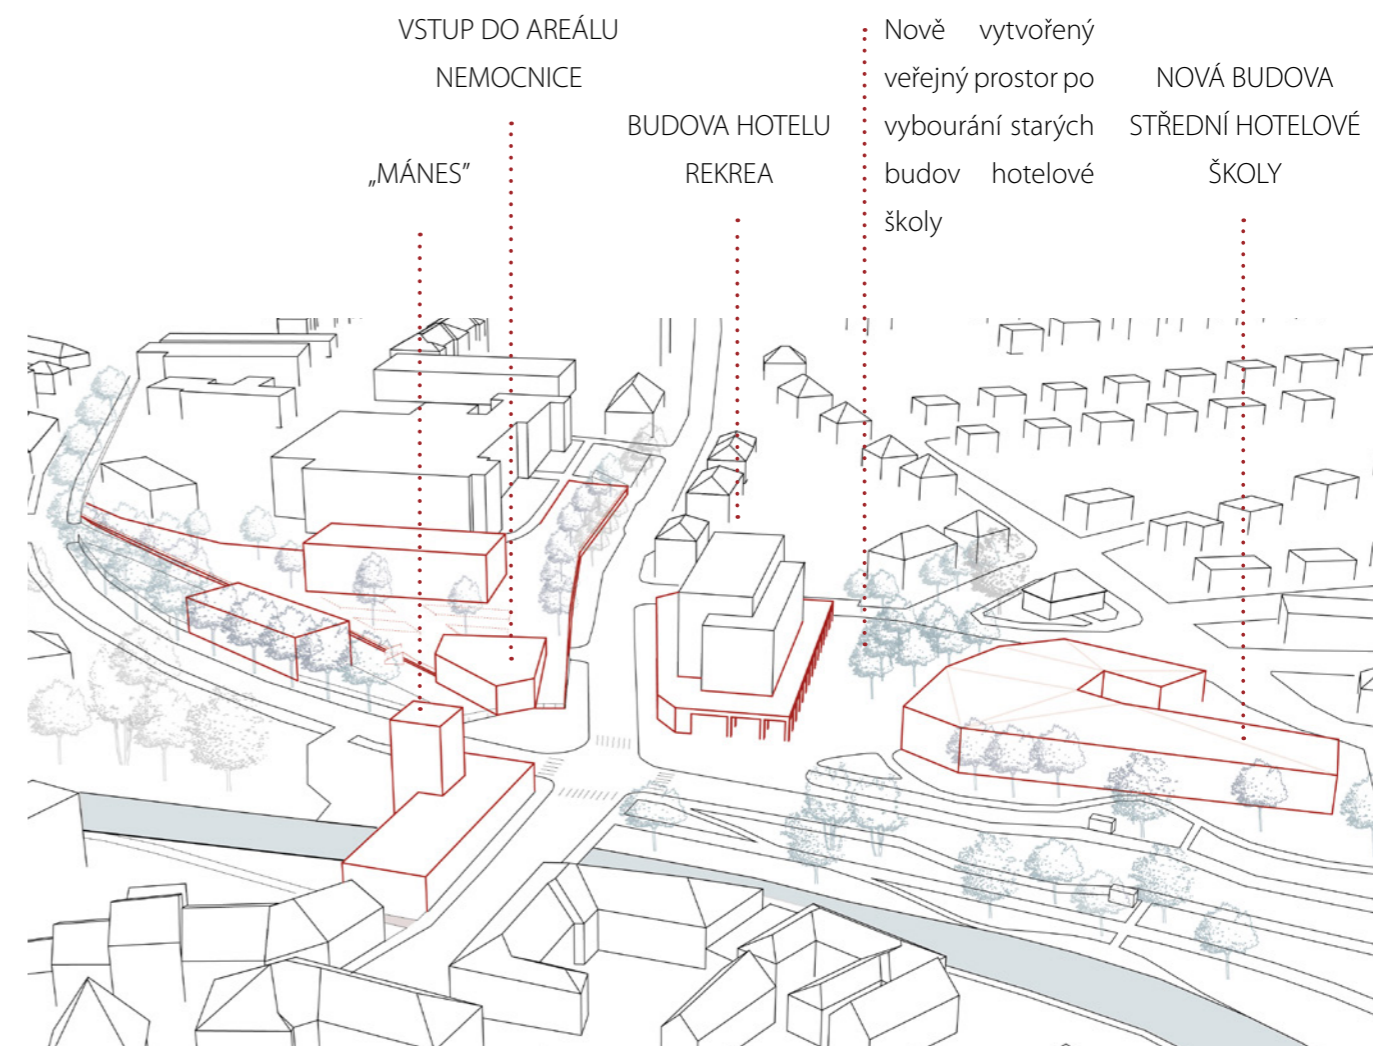 VSTUP DO AREÁLU
NEMOCNICE
„MÁNES”
BUDOVA HOTELU
REKREA
Nově vytvořený
veřejný prostor po
vybourání starých
budov hotelové
školy
NOVÁ BUDOVA
STŘEDNÍ HOTELOVÉ
ŠKOLY